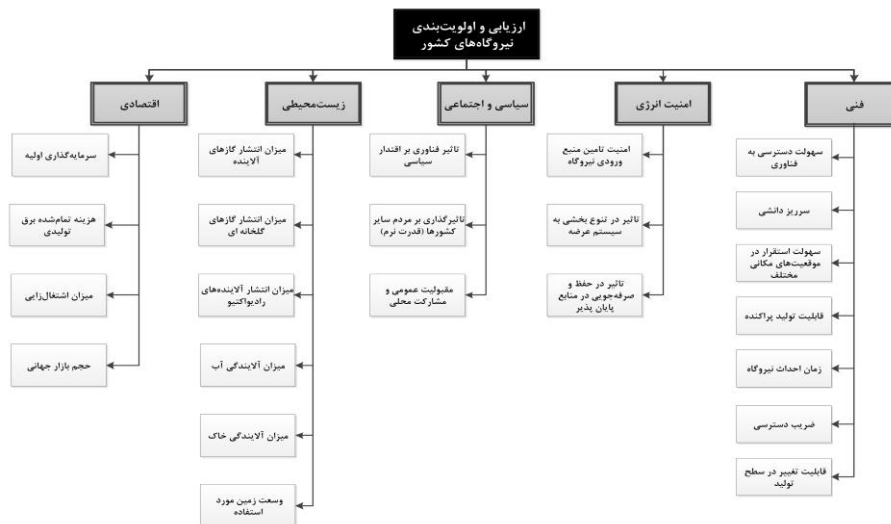 ارزیابی و اولویت‌بندی
نیروگاه‌های کشور
فنی
سهولت دسترسی به
فناوری
سرریز دانشی
سهولت استقرار در
موقعیت‌های مکانی
مختلف
قابلیت تولید پراکنده
زمان احداث نیروگاه
ضریب دسترسی
قابلیت تغییر در سطح
تولید
امنیت انرژی
امنیت تامین منبع
ورودی نیروگاه
تاثیر در تنوع بخشی به
سیستم عرضه
تاثیر در حفظ و
صرفه‌جویی در منابع
پایان پذیر
سیاسی و اجتماعی
تاثیر فناوری بر اقتدار
سیاسی
تاثیرگذاری بر مردم سایر
کشورها (قدرت نرم)
مقبولیت عمومی و
مشارکت محلی
زیست‌محیطی
میزان انتشار گازهای
آلاینده
میزان انتشار گازهای
گلخانه ای
میزان انتشار آلاینده‌های
رادیواکتیو
میزان آلایندگی آب
میزان آلایندگی خاک
وسعت زمین مورد
استفاده
اقتصادی
سرمایه‌گذاری اولیه
هزینه تمام‌شده برق
تولیدی
میزان اشتغال‌زایی
حجم بازار جهانی